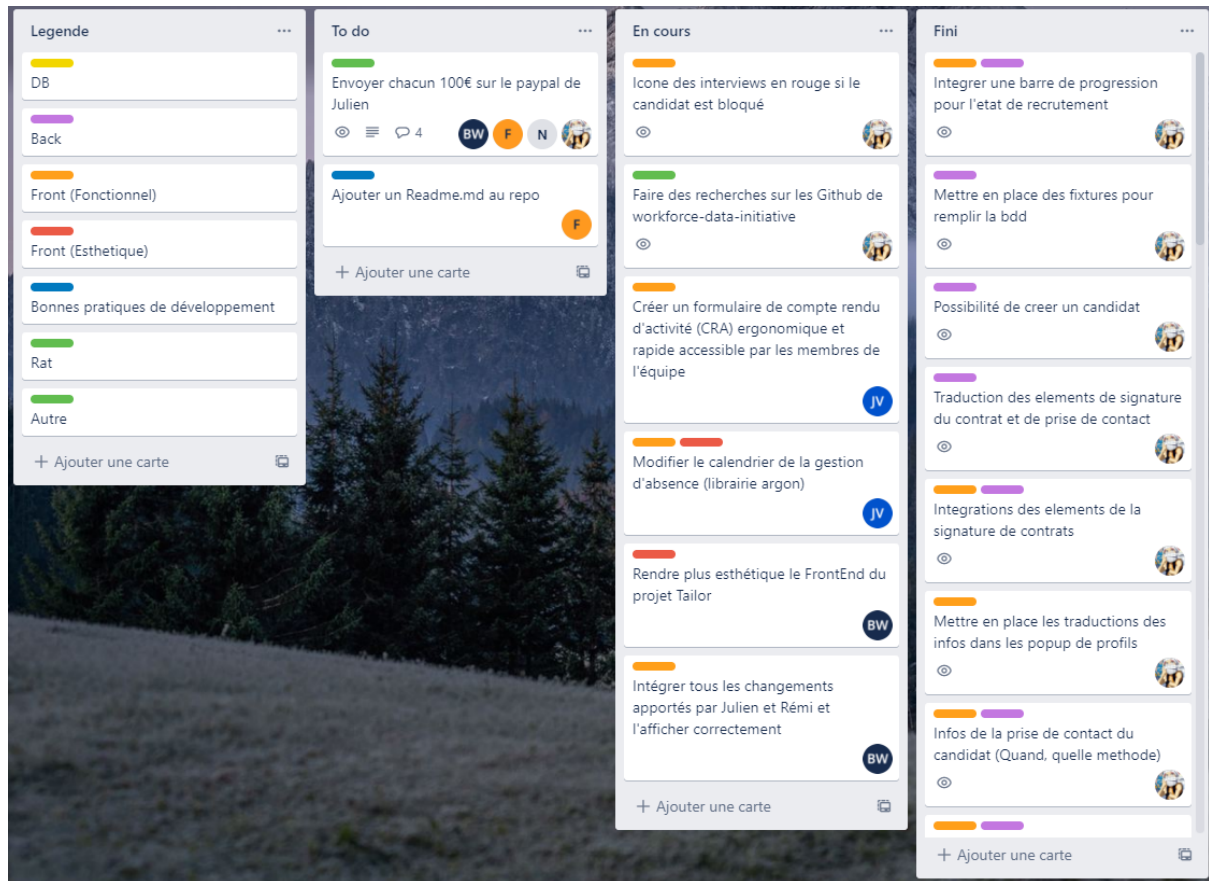 Legende
DB
Back
Front (Fonctionnel)
Front (Esthetique)
Bonnes pratiques de développement
Rat
Autre
+ Ajouter une carte
To do
Envoyer chacun 100€ sur le paypal de
Julien
4
BW
F
N
Ajouter un Readme.md au repo
F
+ Ajouter une carte
En cours
Icone des interviews en rouge si le
candidat est bloqué
Faire des recherches sur les Github de
workforce-data-initiative
Créer un formulaire de compte rendu
d'activité (CRA) ergonomique et
rapide accessible par les membres de
l'équipe
JV
Modifier le calendrier de la gestion
d'absence (librairie argon)
JV
Rendre plus esthétique le FrontEnd du
projet Tailor
BW
Intégrer tous les changements
apportés par Julien et Rémi et
l'afficher correctement
BW
+ Ajouter une carte
Fini
Integrer une barre de progression
pour l'etat de recrutement
Mettre en place des fixtures pour
remplir la bdd
Possibilité de creer un candidat
Traduction des elements de signature
du contrat et de prise de contact
Integrations des elements de la
signature de contrats
Mettre en place les traductions des
infos dans les popup de profils
Infos de la prise de contact du
candidat (Quand, quelle methode)
+ Ajouter une carte